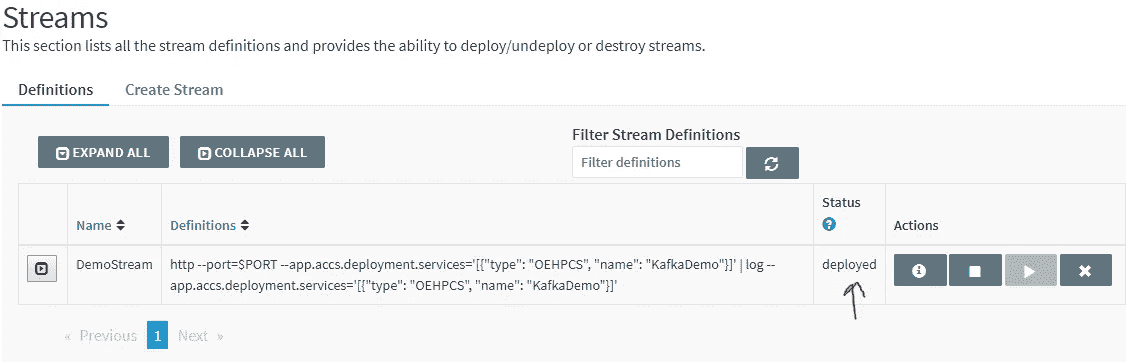 Streams
This section lists all the stream definitions and provides the ability to deploy/undeploy or destroy streams.
Definitions Create Stream
EXPAND ALL COLLAPSE ALL
Filter Stream Definitions
Filter definitions
Name Definitions Status Actions
DemoStream
http --port=$PORT --app.accs.deployment.services='[{"type": "OEHPCS", "name": "KafkaDemo"}]' | log --
app.accs.deployment.services='[{"type": "OEHPCS", "name": "KafkaDemo"}]'
deployed
« Previous 1 Next »